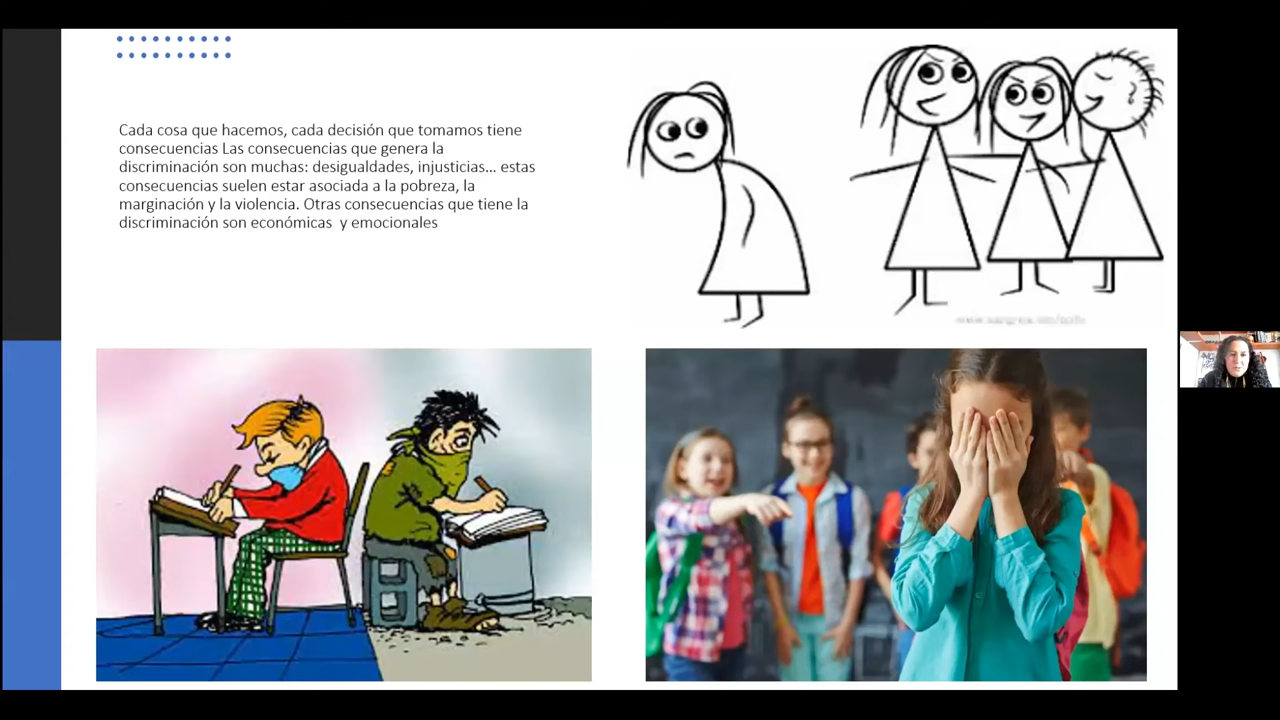 Cada cosa que hacemos, cada decisión que tomamos tiene
consecuencias Las consecuencias que genera la
discriminación son muchas: desigualdades, injusticias... estas
consecuencias suelen estar asociada a la pobreza, la
marginación y la violencia. Otras consecuencias que tiene la
discriminación son económicas  y emocionales